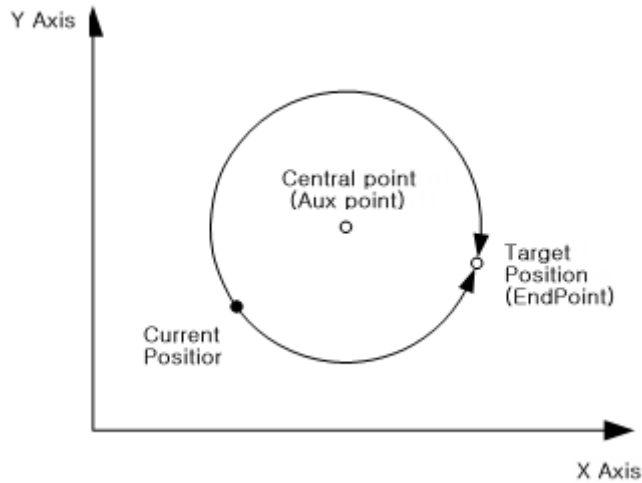 Y Axis
Central point
(Aux point)
Target
Position
(EndPoint)
Current
Positior
X Axis